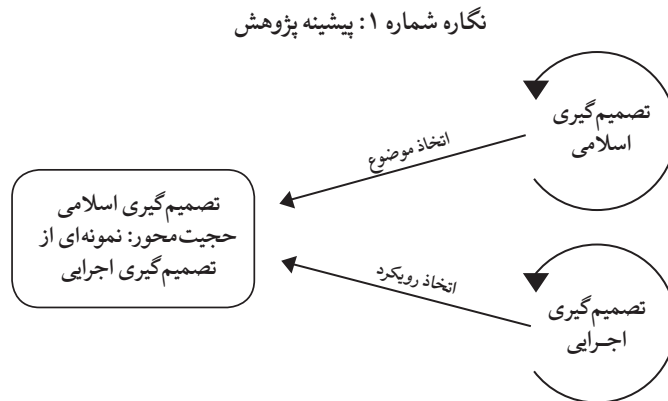 نگاره شماره ۱: پیشینه پژوهش
تصمیم‌گیری
اسلامی
اتخاذ موضوع
تصمیم‌گیری اسلامی
حجیت‌محور: نمونه‌ای از
تصمیم‌گیری اجرایی
اتخاذ رویکرد
تصمیم‌گیری
اجـرایی